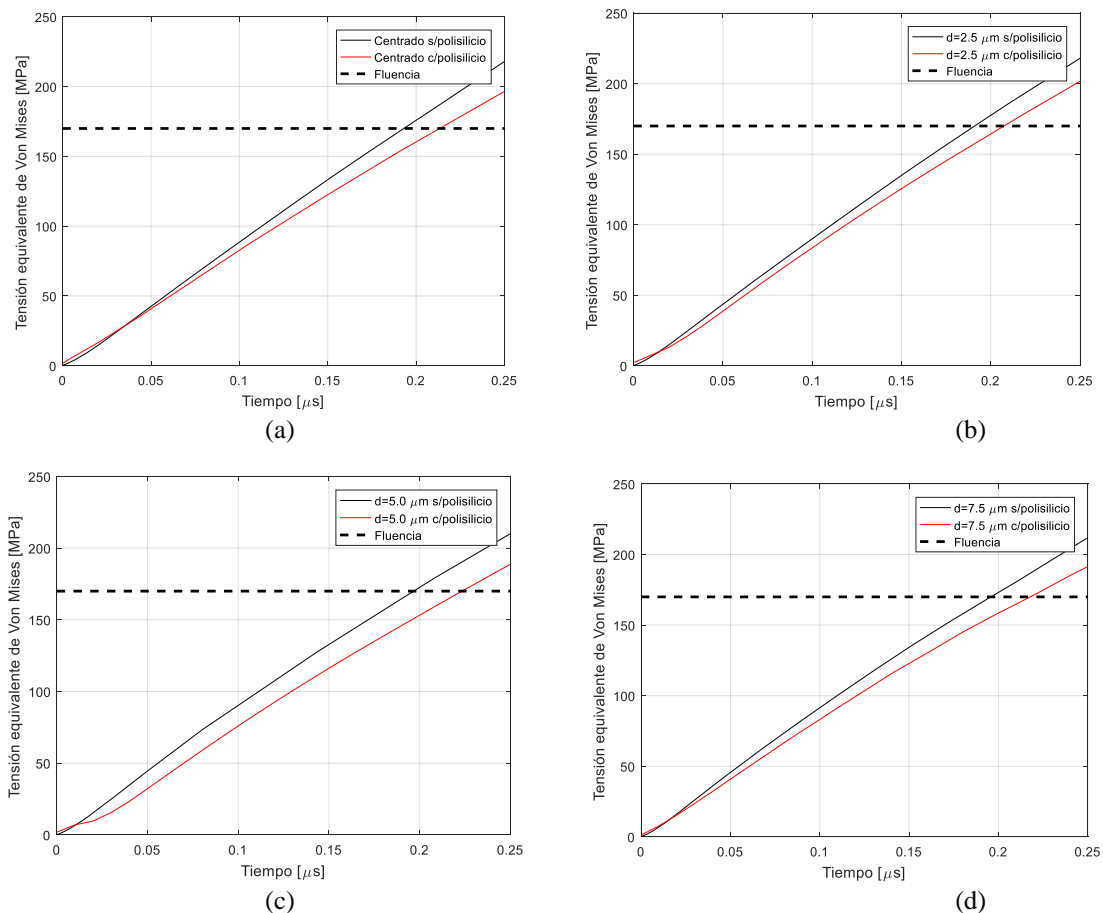 250
200
150
100
50
0
Tensión equivalente de Von Mises [MPa]
Centrado s/polisilicio
Centrado c/polisilicio
Fluencia
0 0.05 0.1 0.15 0.2 0.25
Tiempo [μs]
(a)
250
200
150
100
50
0
Tensión equivalente de Von Mises [MPa]
d=2.5 μm s/polisilicio
d=2.5 μm c/polisilicio
Fluencia
0 0.05 0.1 0.15 0.2 0.25
Tiempo [μs]
(b)
250
200
150
100
50
0
Tensión equivalente de Von Mises [MPa]
d=5.0 μm s/polisilicio
d=5.0 μm c/polisilicio
Fluencia
0 0.05 0.1 0.15 0.2 0.25
Tiempo [μs]
(c)
250
200
150
100
50
0
Tensión equivalente de Von Mises [MPa]
d=7.5 μm s/polisilicio
d=7.5 μm c/polisilicio
Fluencia
0 0.05 0.1 0.15 0.2 0.25
Tiempo [μs]
(d)